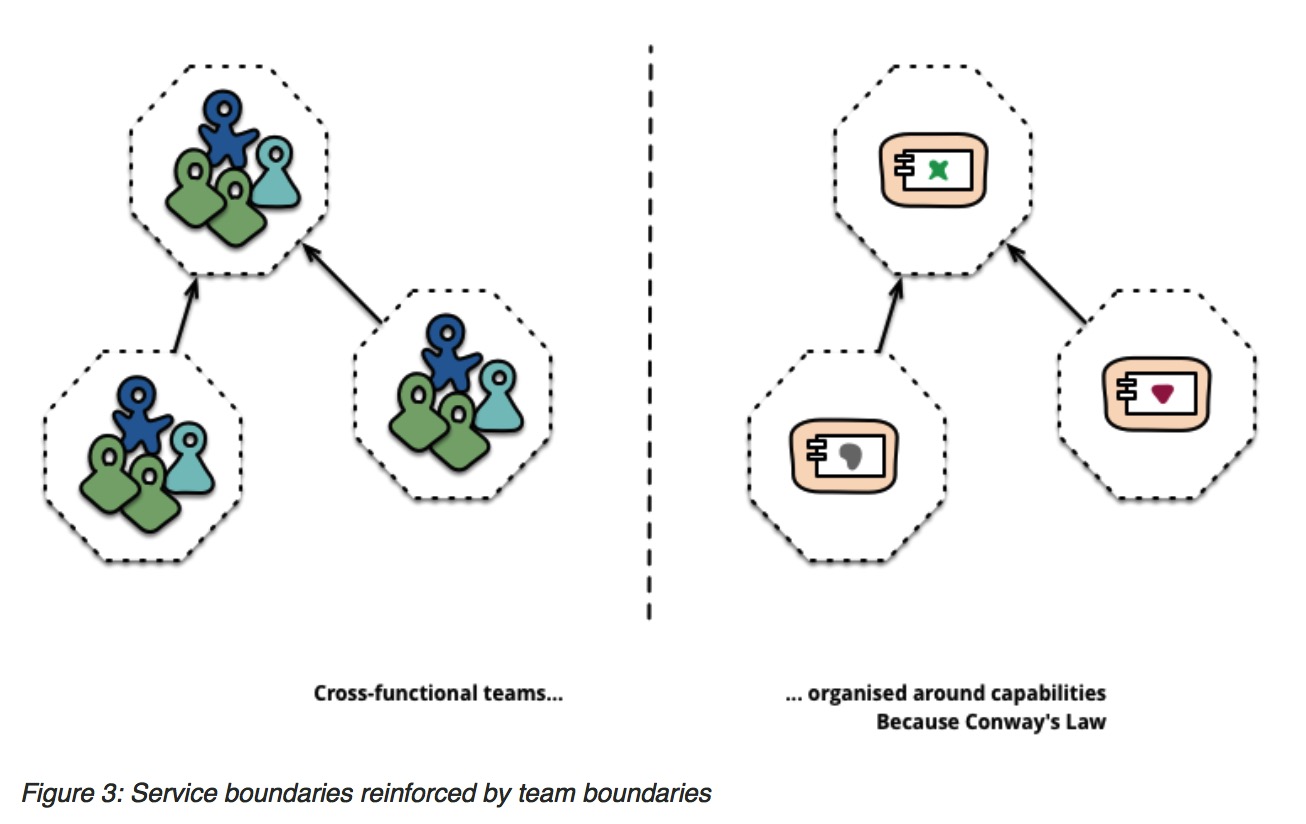 Cross-functional teams...
... organised around capabilities
Because Conway's Law
Figure 3: Service boundaries reinforced by team boundaries